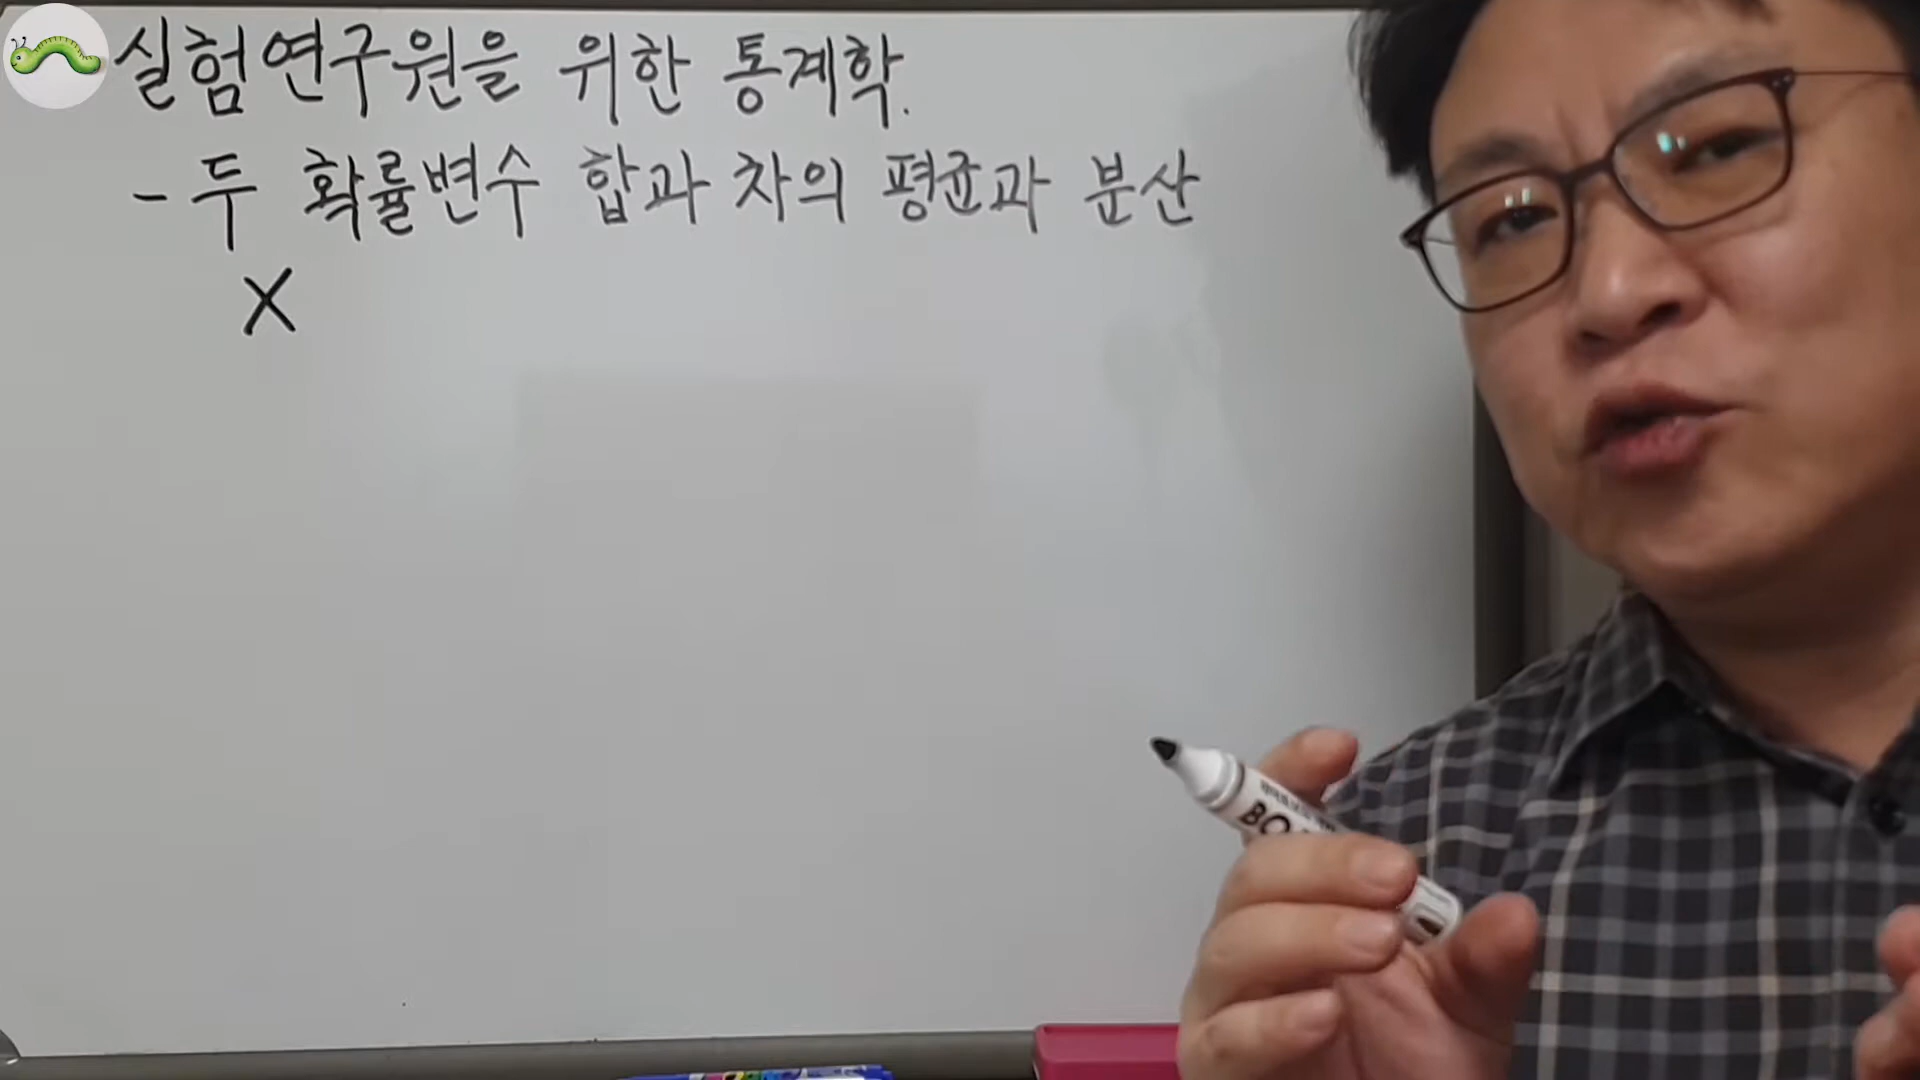 실험연구원을 위한 통계학.
- 두 확률변수 합과 차의 평균과 분산
X
BO